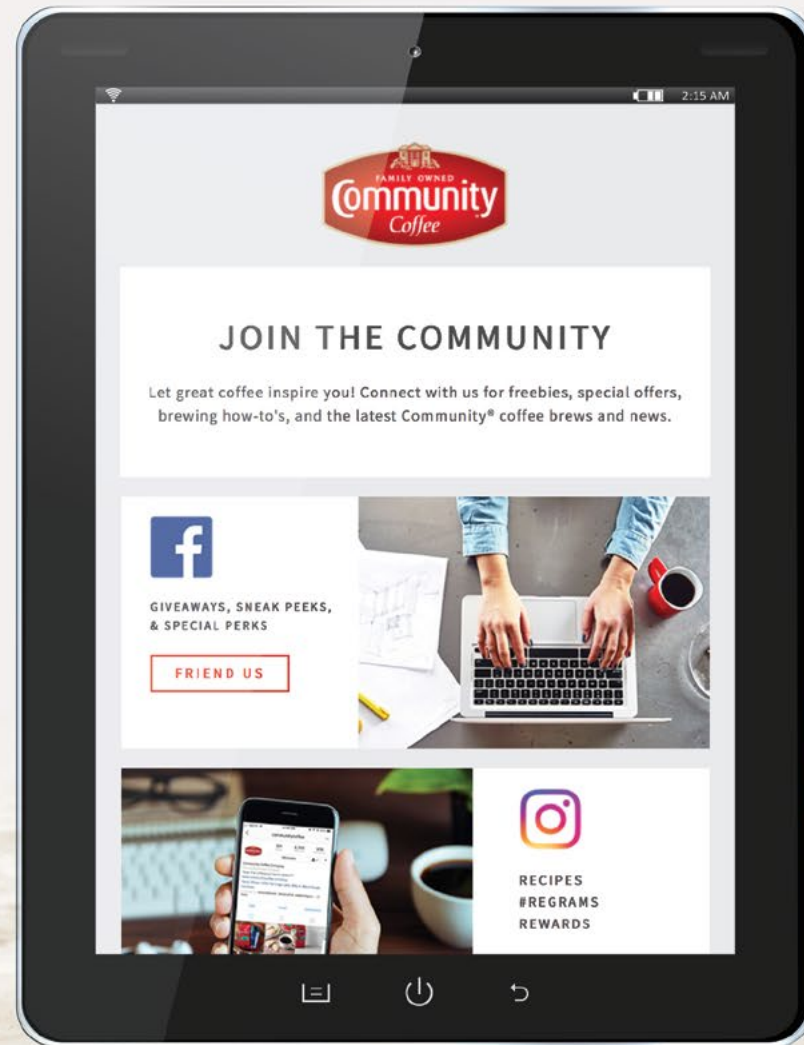 2:15 AM
FAMILY OWNED
Community
Coffee
JOIN THE COMMUNITY
Let great coffee inspire you! Connect with us for freebies, special offers,
brewing how-to's, and the latest Community® coffee brews and news.
GIVEAWAYS, SNEAK PEEKS,
& SPECIAL PERKS
FRIEND US
communitycoffee
RECIPES
#REGRAMS
REWARDS